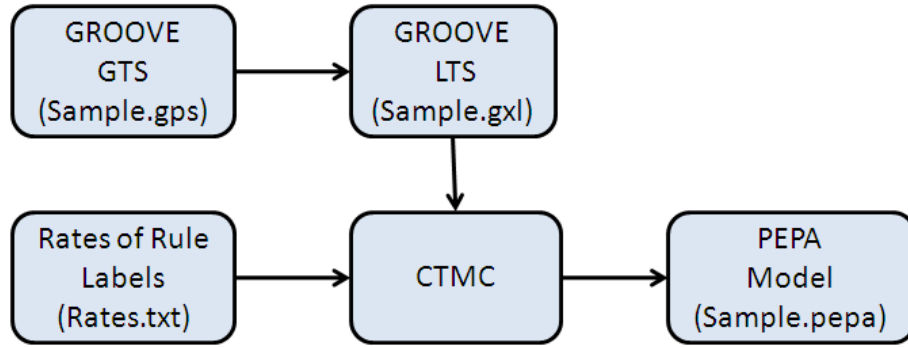 GROOVE
GTS
(Sample.gps)
GROOVE
LTS
(Sample.gxl)
Rates of Rule
Labels
(Rates.txt)
CTMC
PEPA
Model
(Sample.pepa)